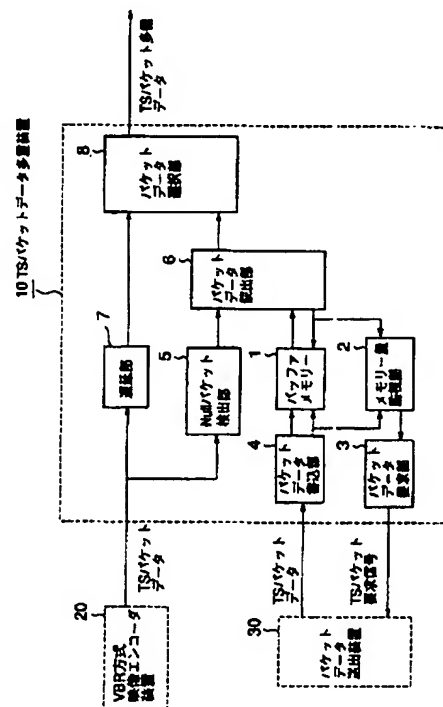 10 TSパケットデータ多重装置
TSパケット多重
データ
8
パケット
データ
選択部
7
遅延部
6
パケット
データ
読出部
5
Nullパケット
検出部
1
バッファ
メモリー
2
メモリー量
監視部
4
パケット
データ
書込部
3
パケット
データ
要求部
TSパケット
データ
TSパケット
データ
TSパケット
要求信号
20
VBR方式
映像エンコーダ
装置
30
パケット
データ
送出装置